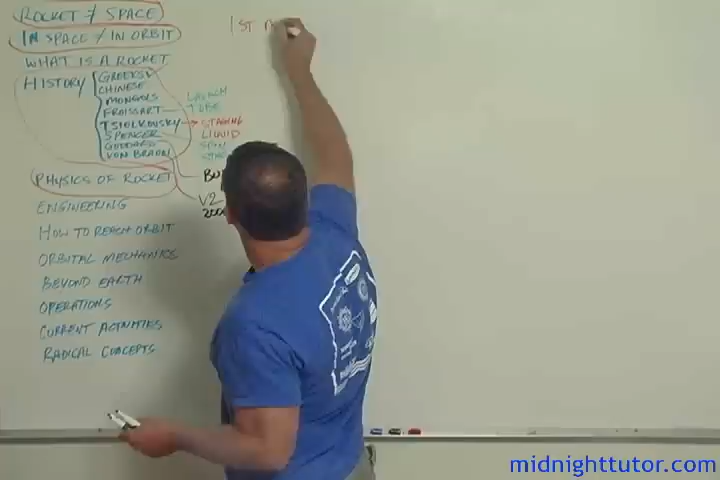 ROCKET ≠ SPACE
IN SPACE ≠ IN ORBIT
WHAT IS A ROCKET
HISTORY
GREEKS
CHINESE
MONGOLS
FROISSART
TSIOLKOVSKY
SPENCER
GODDARD
VON BRAUN
LAUNCH
TUBE
STAGING
LIQUID
V2
PHYSICS OF ROCKET
ENGINEERING
HOW TO REACH ORBIT
ORBITAL MECHANICS
BEYOND EARTH
OPERATIONS
CURRENT ACTIVITIES
RADICAL CONCEPTS
1ST
midnighttutor.com